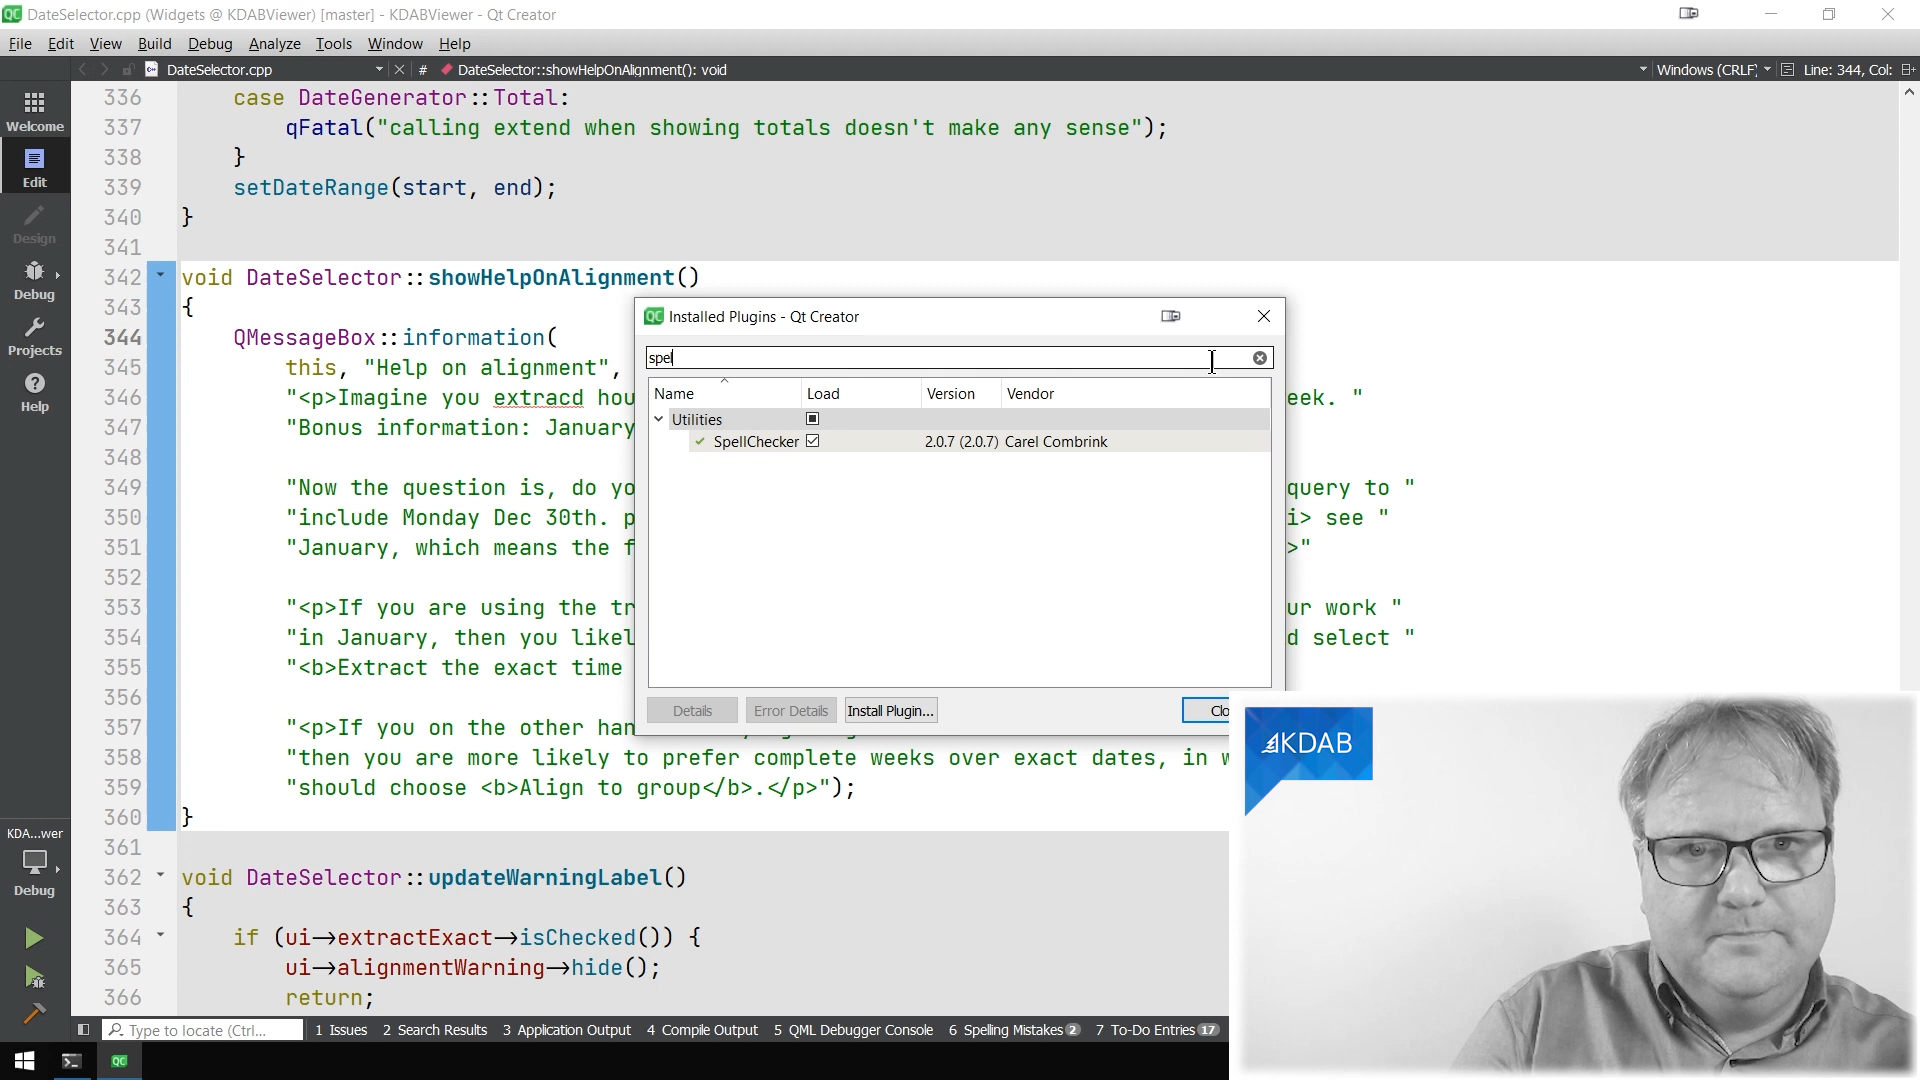 DateSelector.cpp (Widgets @ KDABViewer) [master] - KDABViewer - Qt Creator
File Edit View Build Debug Analyze Tools Window Help
DateSelector.cpp # DateSelector::showHelpOnAlignment(): void Windows (CRLF) Line: 344, Col:
Welcome
Edit
Design
Debug
Projects
Help
KDA...wer
Debug
336 case DateGenerator::Total:
337 qFatal("calling extend when showing totals doesn't make any sense");
338 }
339 setDateRange(start, end);
340 }
341
342 void DateSelector::showHelpOnAlignment()
343 {
344 QMessageBox::information(
345 this, "Help on alignment",
346 "<p>Imagine you extracd hou eek. "
347 "Bonus information: January
348
349 "Now the question is, do yo query to "
350 "include Monday Dec 30th. p i> see "
351 "January, which means the f >"
352
353 "<p>If you are using the tr ur work "
354 "in January, then you likel d select "
355 "<b>Extract the exact time
356
357 "<p>If you on the other han
358 "then you are more likely to prefer complete weeks over exact dates, in w
359 "should choose <b>Align to group</b>.</p>");
360 }
361
362 void DateSelector::updateWarningLabel()
363 {
364 if (ui->extractExact->isChecked()) {
365 ui->alignmentWarning->hide();
366 return;
Installed Plugins - Qt Creator
spel
Name Load Version Vendor
Utilities
SpellChecker 2.0.7 (2.0.7) Carel Combrink
Details Error Details Install Plugin... Clo
KDAB
Type to locate (Ctrl... 1 Issues 2 Search Results 3 Application Output 4 Compile Output 5 QML Debugger Console 6 Spelling Mistakes 2 7 To-Do Entries 17